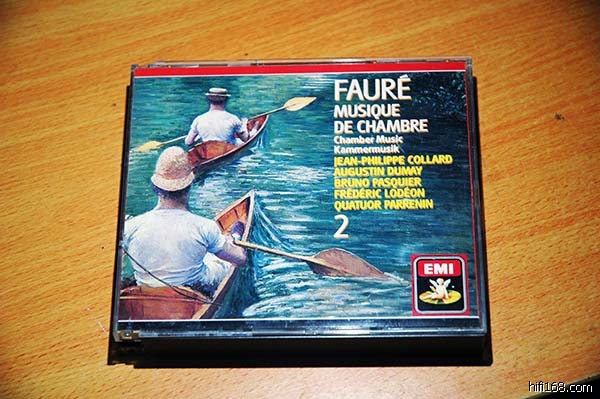 FAURÉ
MUSIQUE
DE CHAMBRE
Chamber Music
Kammermusik
JEAN-PHILIPPE COLLARD
AUGUSTIN DUMAY
BRUNO PASQUIER
FRÉDÉRIC LODÉON
QUATUOR PARRENIN
2
EMI
hifi168.com